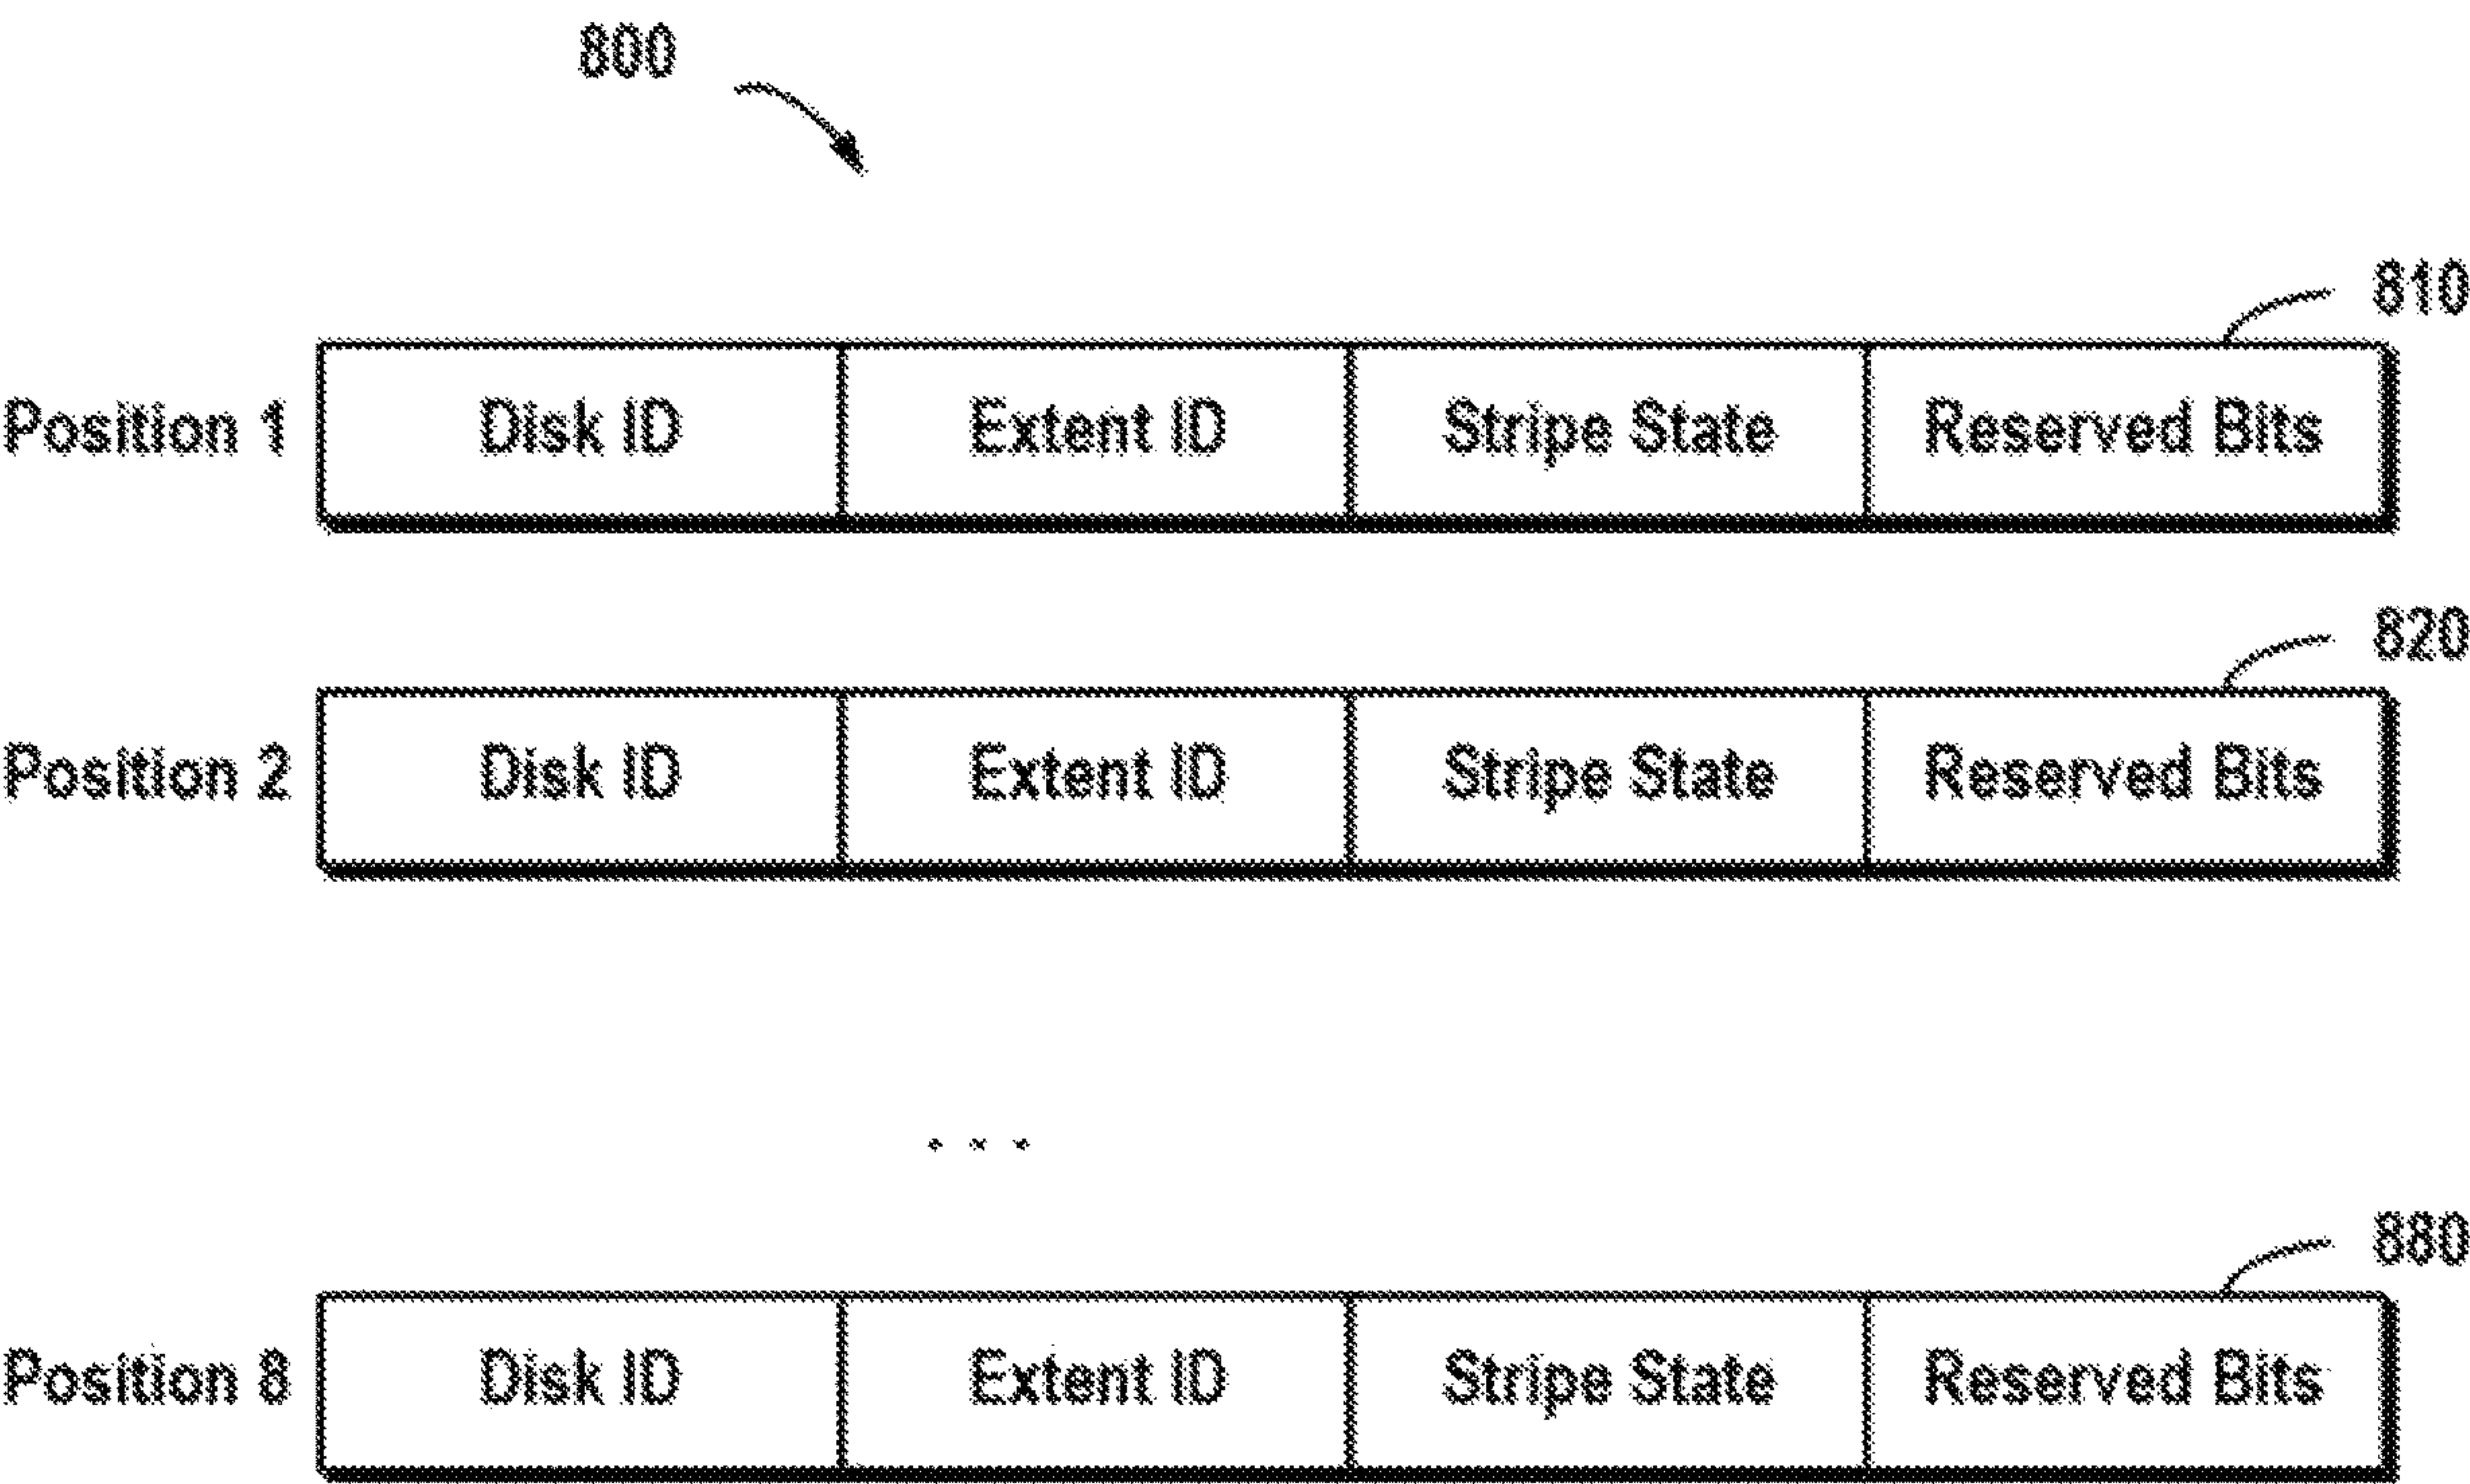 800
810
Position 1 Disk ID Extent ID Stripe State Reserved Bits
820
Position 2 Disk ID Extent ID Stripe State Reserved Bits
. . .
880
Position 8 Disk ID Extent ID Stripe State Reserved Bits